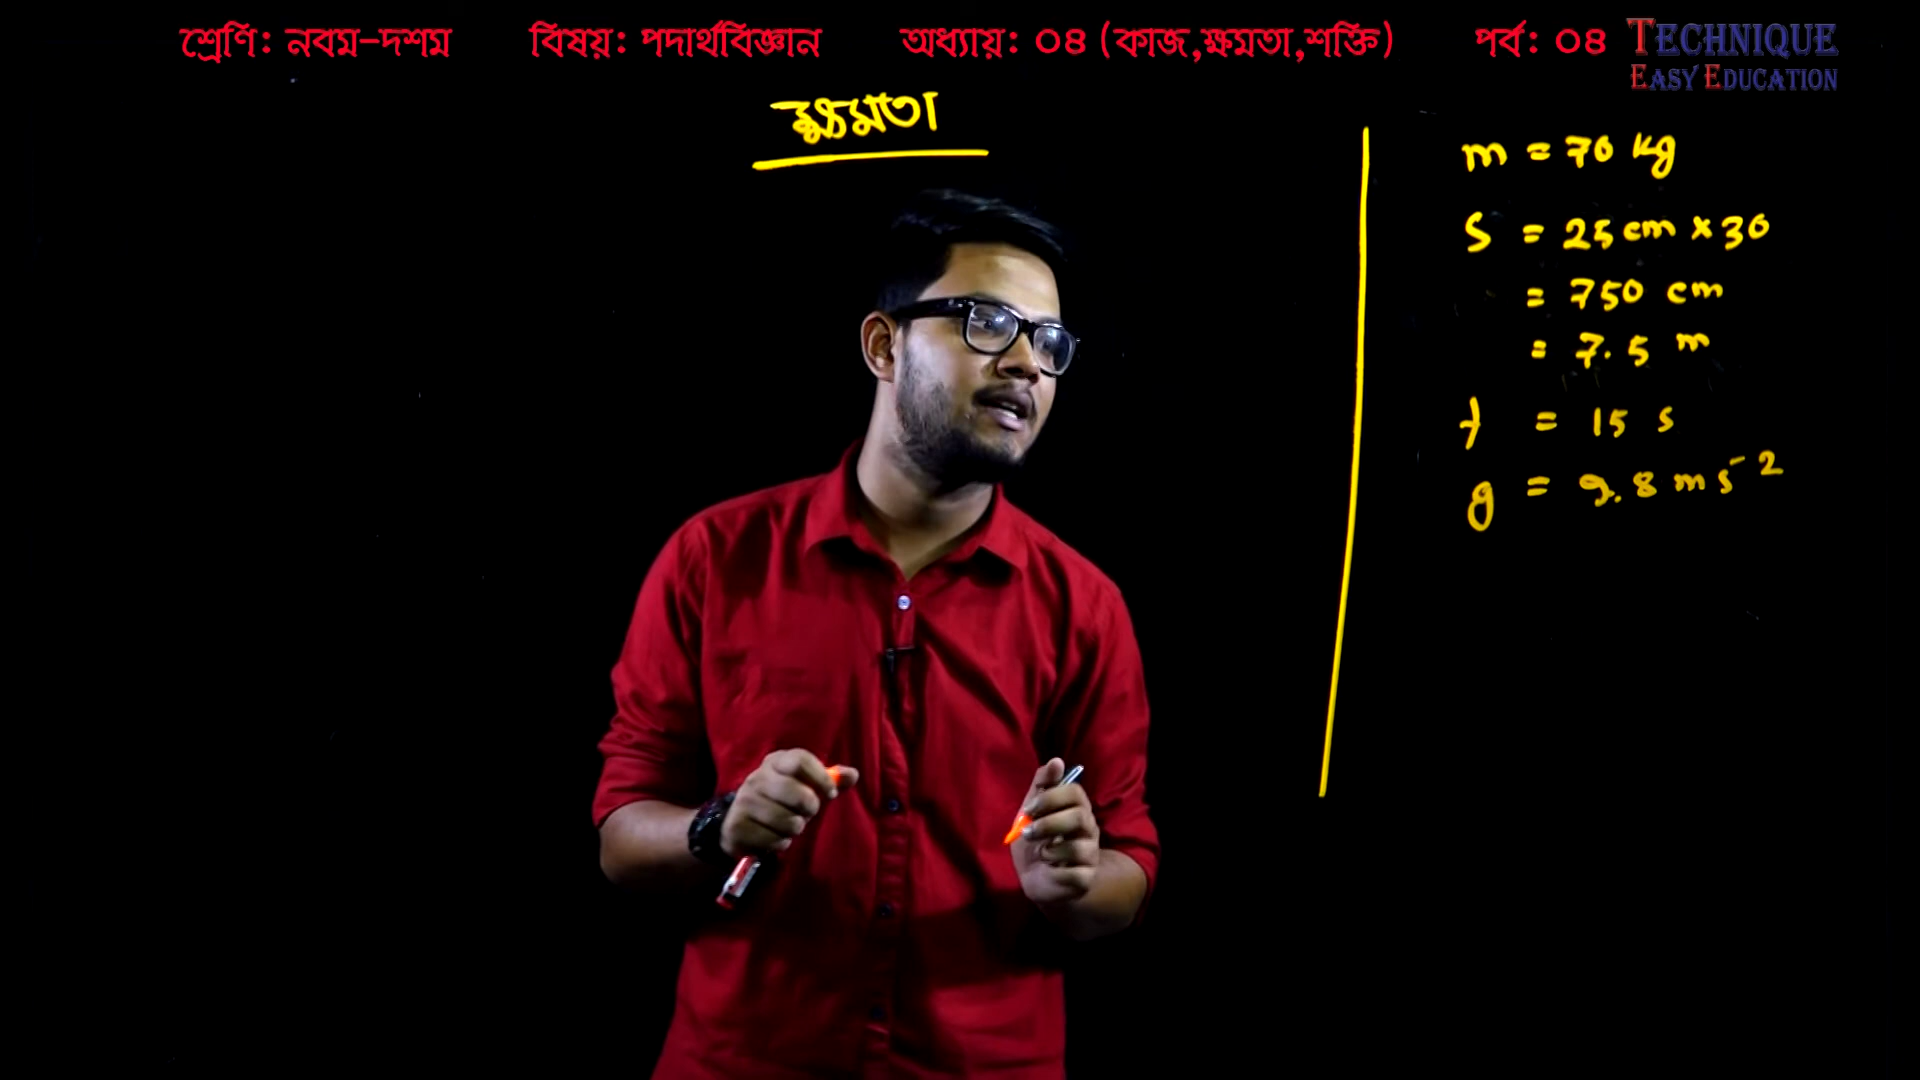 শ্রেণি: নবম-দশম বিষয়: পদার্থবিজ্ঞান অধ্যায়: ০৪ (কাজ,ক্ষমতা,শক্তি) পর্ব: ০৪
TECHNIQUE
EASY EDUCATION
ক্ষমতা
m = 70 kg
S = 25 cm × 30
= 750 cm
= 7.5 m
t = 15 s
g = 9.8 ms⁻²